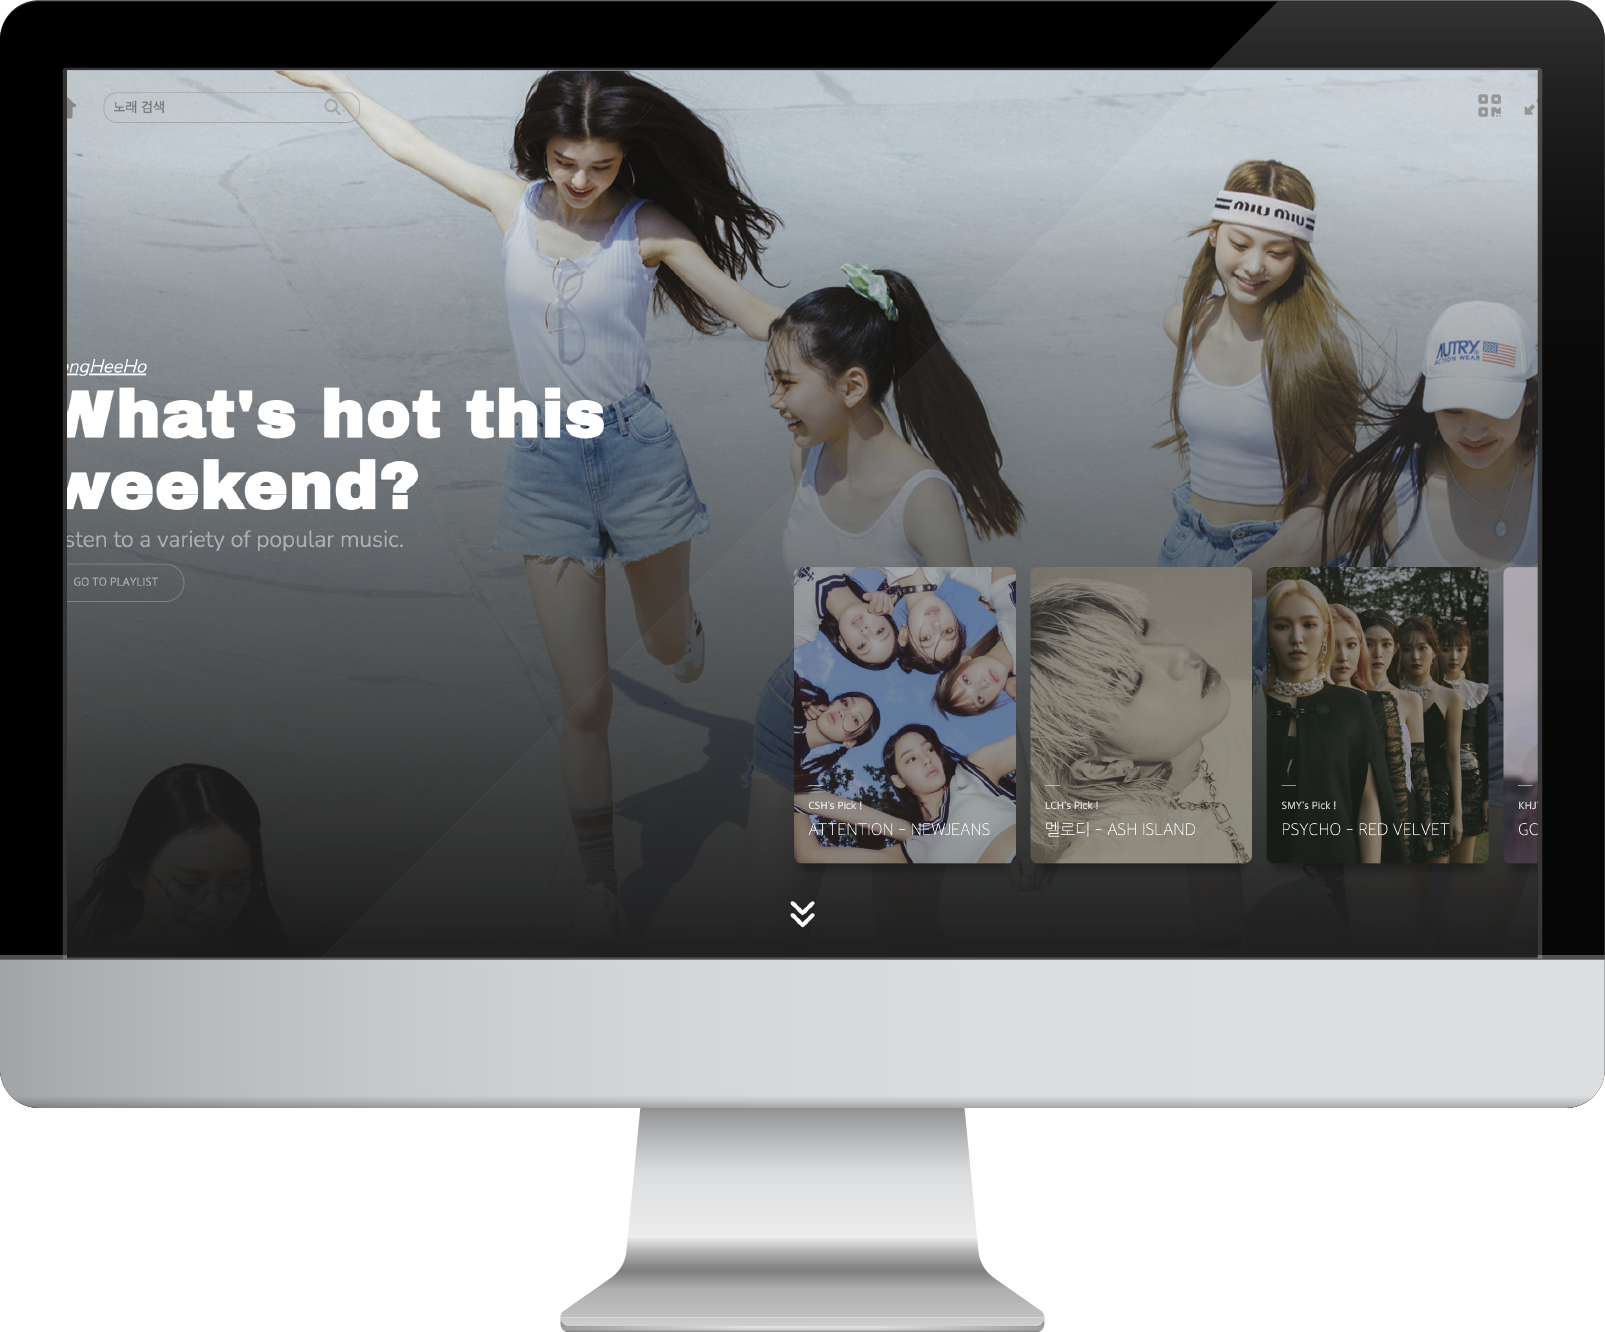 노래 검색
MIU MIU
AUTRY
ACTION WEAR
ongHeeHo
What's hot this
weekend?
sten to a variety of popular music.
GO TO PLAYLIST
CSH's Pick !
ATTENTION - NEWJEANS
LCH's Pick !
멜로디 - ASH ISLAND
SMY's Pick !
PSYCHO - RED VELVET
KHJ'
GO